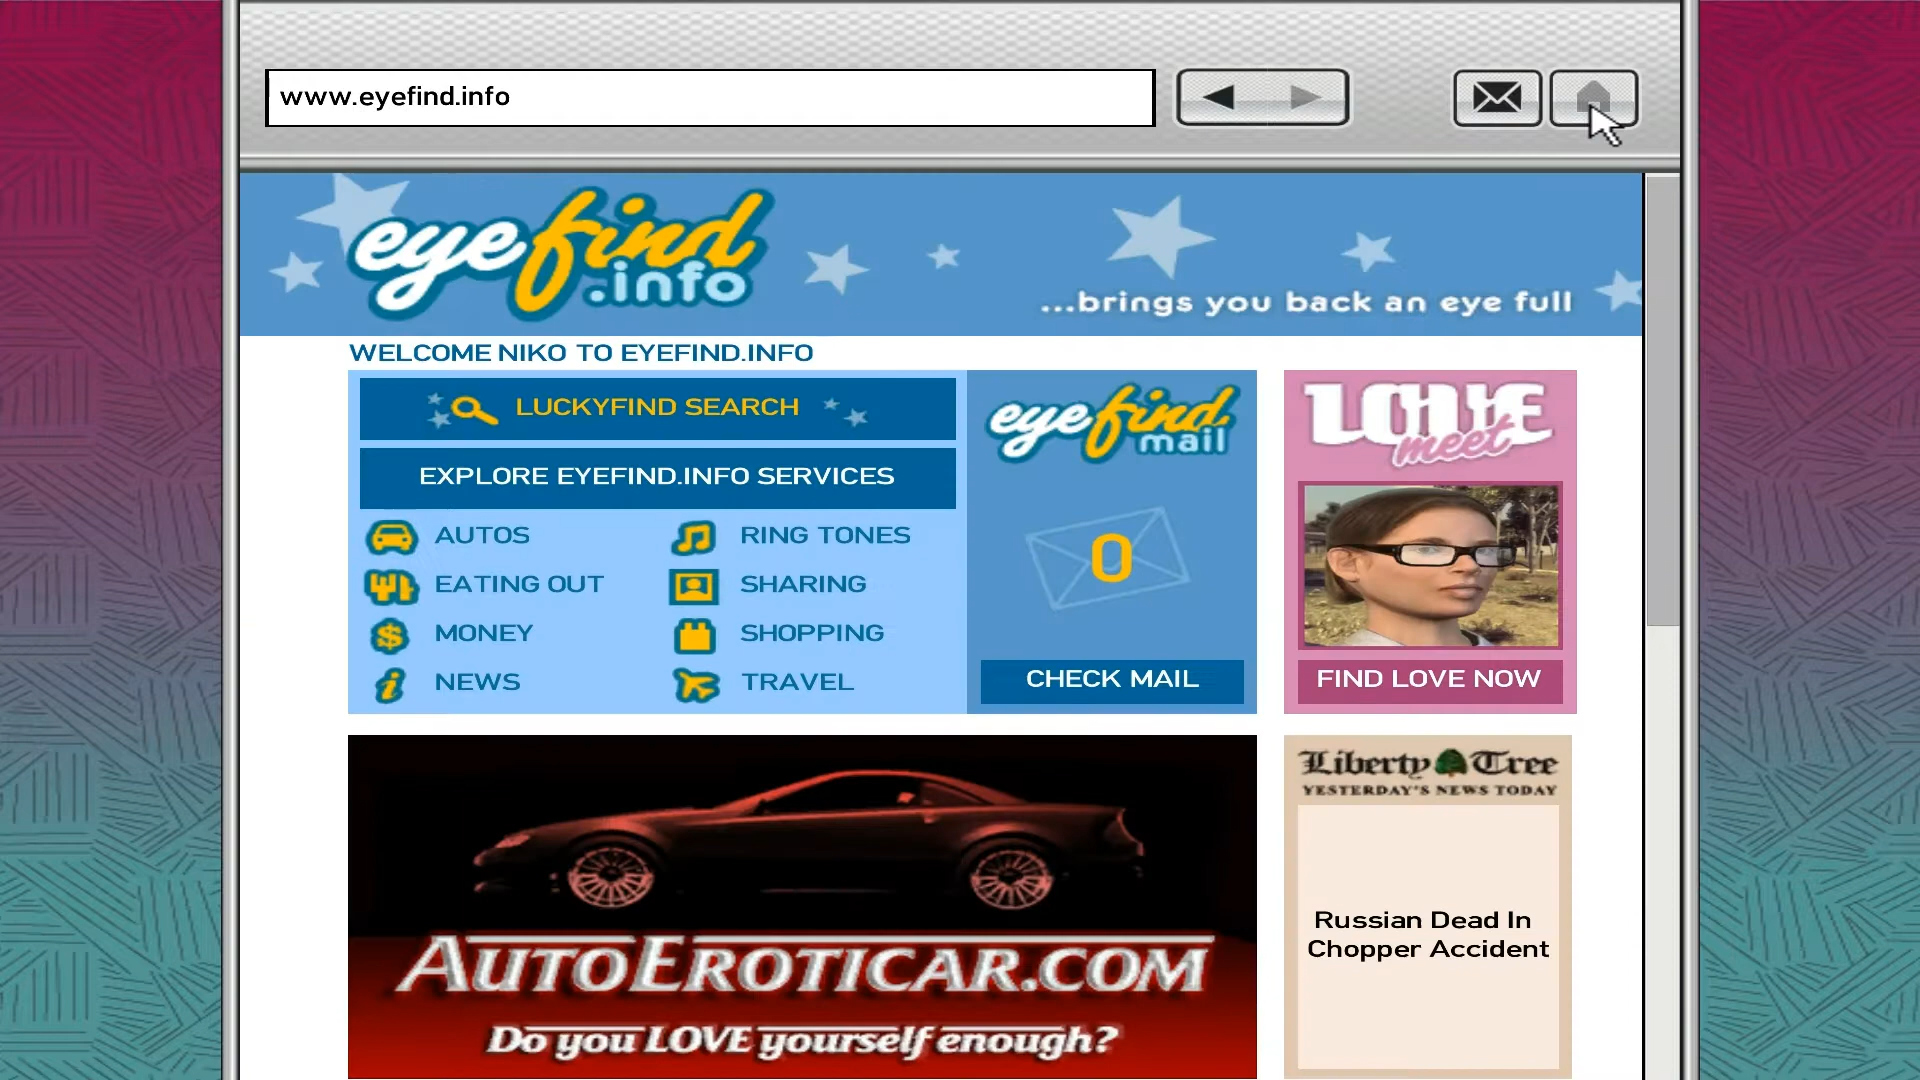 www.eyefind.info
eyefind
.info
...brings you back an eye full
WELCOME NIKO TO EYEFIND.INFO
LUCKYFIND SEARCH
EXPLORE EYEFIND.INFO SERVICES
AUTOS
RING TONES
EATING OUT
SHARING
MONEY
SHOPPING
NEWS
TRAVEL
eyefind
mail
0
CHECK MAIL
LOVE
meet
FIND LOVE NOW
AUTOEROTICAR.COM
Do you LOVE yourself enough?
Liberty Tree
YESTERDAY'S NEWS TODAY
Russian Dead In
Chopper Accident